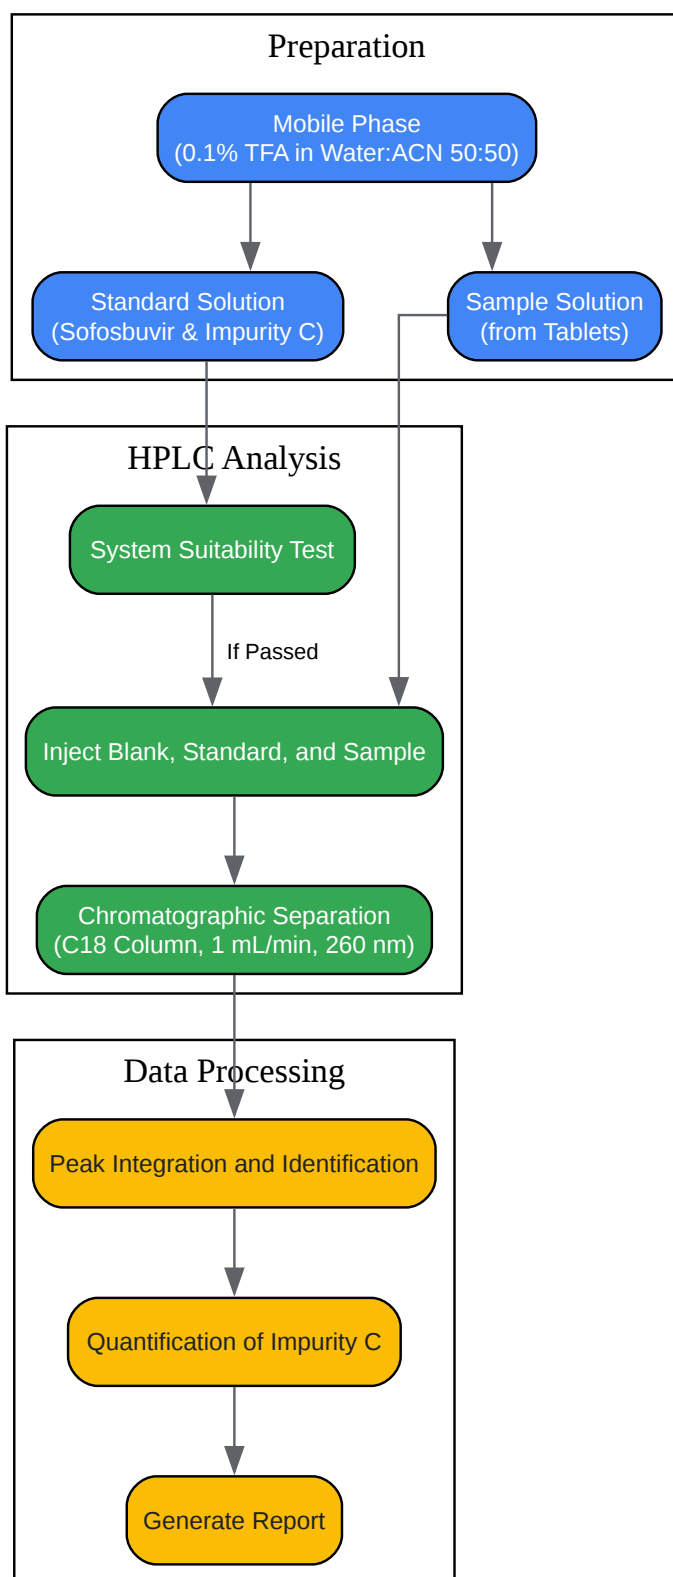 Preparation
Mobile Phase
(0.1% TFA in Water:ACN 50:50)
Standard Solution
(Sofosbuvir & Impurity C)
Sample Solution
(from Tablets)
HPLC Analysis
System Suitability Test
If Passed
Inject Blank, Standard, and Sample
Chromatographic Separation
(C18 Column, 1 mL/min, 260 nm)
Data Processing
Peak Integration and Identification
Quantification of Impurity C
Generate Report